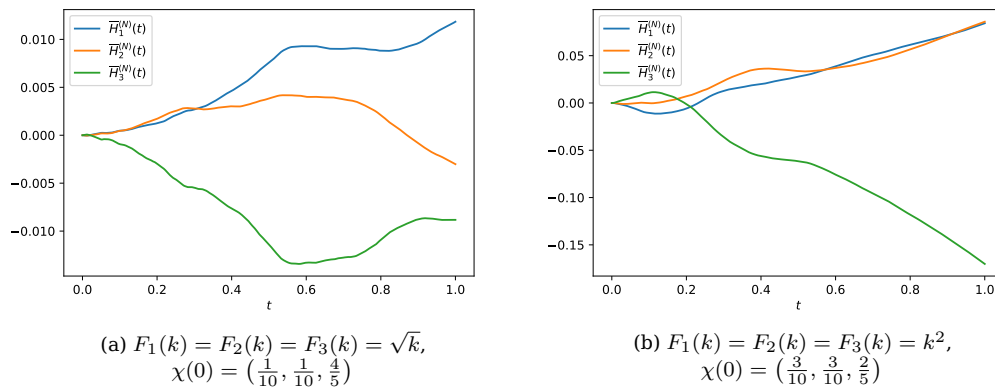 0.010
0.005
0.000
−0.005
−0.010
0.0 0.2 0.4 0.6 0.8 1.0
t
H̅₁⁽ᴺ⁾(t)
H̅₂⁽ᴺ⁾(t)
H̅₃⁽ᴺ⁾(t)
(a) F₁(k) = F₂(k) = F₃(k) = √k,
χ(0) = (1/10, 1/10, 4/5)
0.05
0.00
−0.05
−0.10
−0.15
0.0 0.2 0.4 0.6 0.8 1.0
t
H̅₁⁽ᴺ⁾(t)
H̅₂⁽ᴺ⁾(t)
H̅₃⁽ᴺ⁾(t)
(b) F₁(k) = F₂(k) = F₃(k) = k²,
χ(0) = (3/10, 3/10, 2/5)